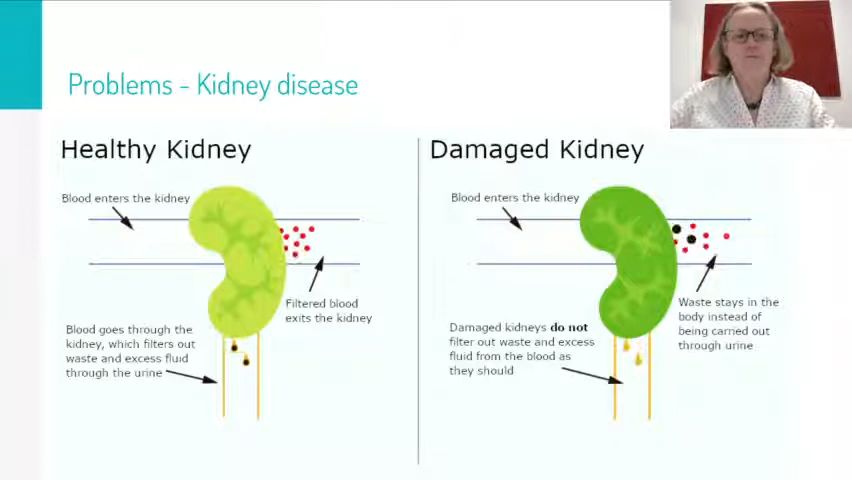 Problems - Kidney disease
Healthy Kidney
Blood enters the kidney
Filtered blood
exits the kidney
Blood goes through the
kidney, which filters out
waste and excess fluid
through the urine
Damaged Kidney
Blood enters the kidney
Waste stays in the
body instead of
being carried out
through urine
Damaged kidneys do not
filter out waste and excess
fluid from the blood as
they should